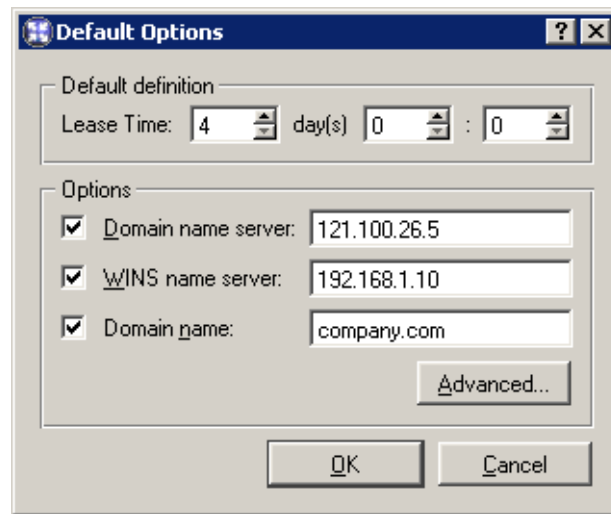 Default Options
Default definition
Lease Time: 4 day(s) 0 : 0
Options
Domain name server: 121.100.26.5
WINS name server: 192.168.1.10
Domain name: company.com
Advanced...
OK Cancel